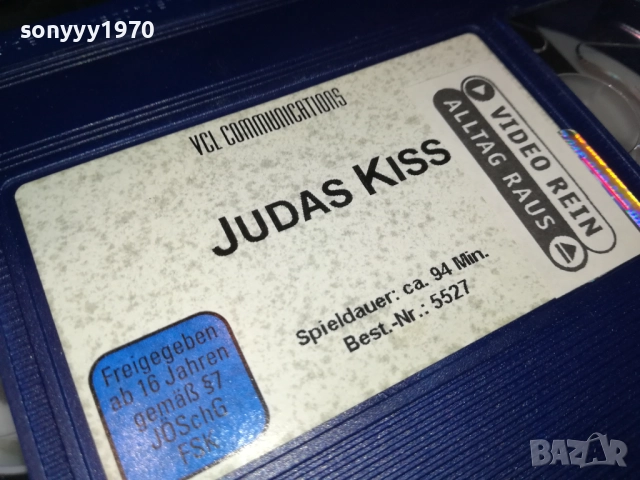 sonyyy1970
VCL COMMUNICATIONS
VIDEO REIN
ALLTAG RAUS
JUDAS KISS
Spieldauer: ca. 94 Min.
Best.-Nr.: 5527
Freigegeben
ab 16 Jahren
gemäß §7
JÖSchG
FSK
BAZAR